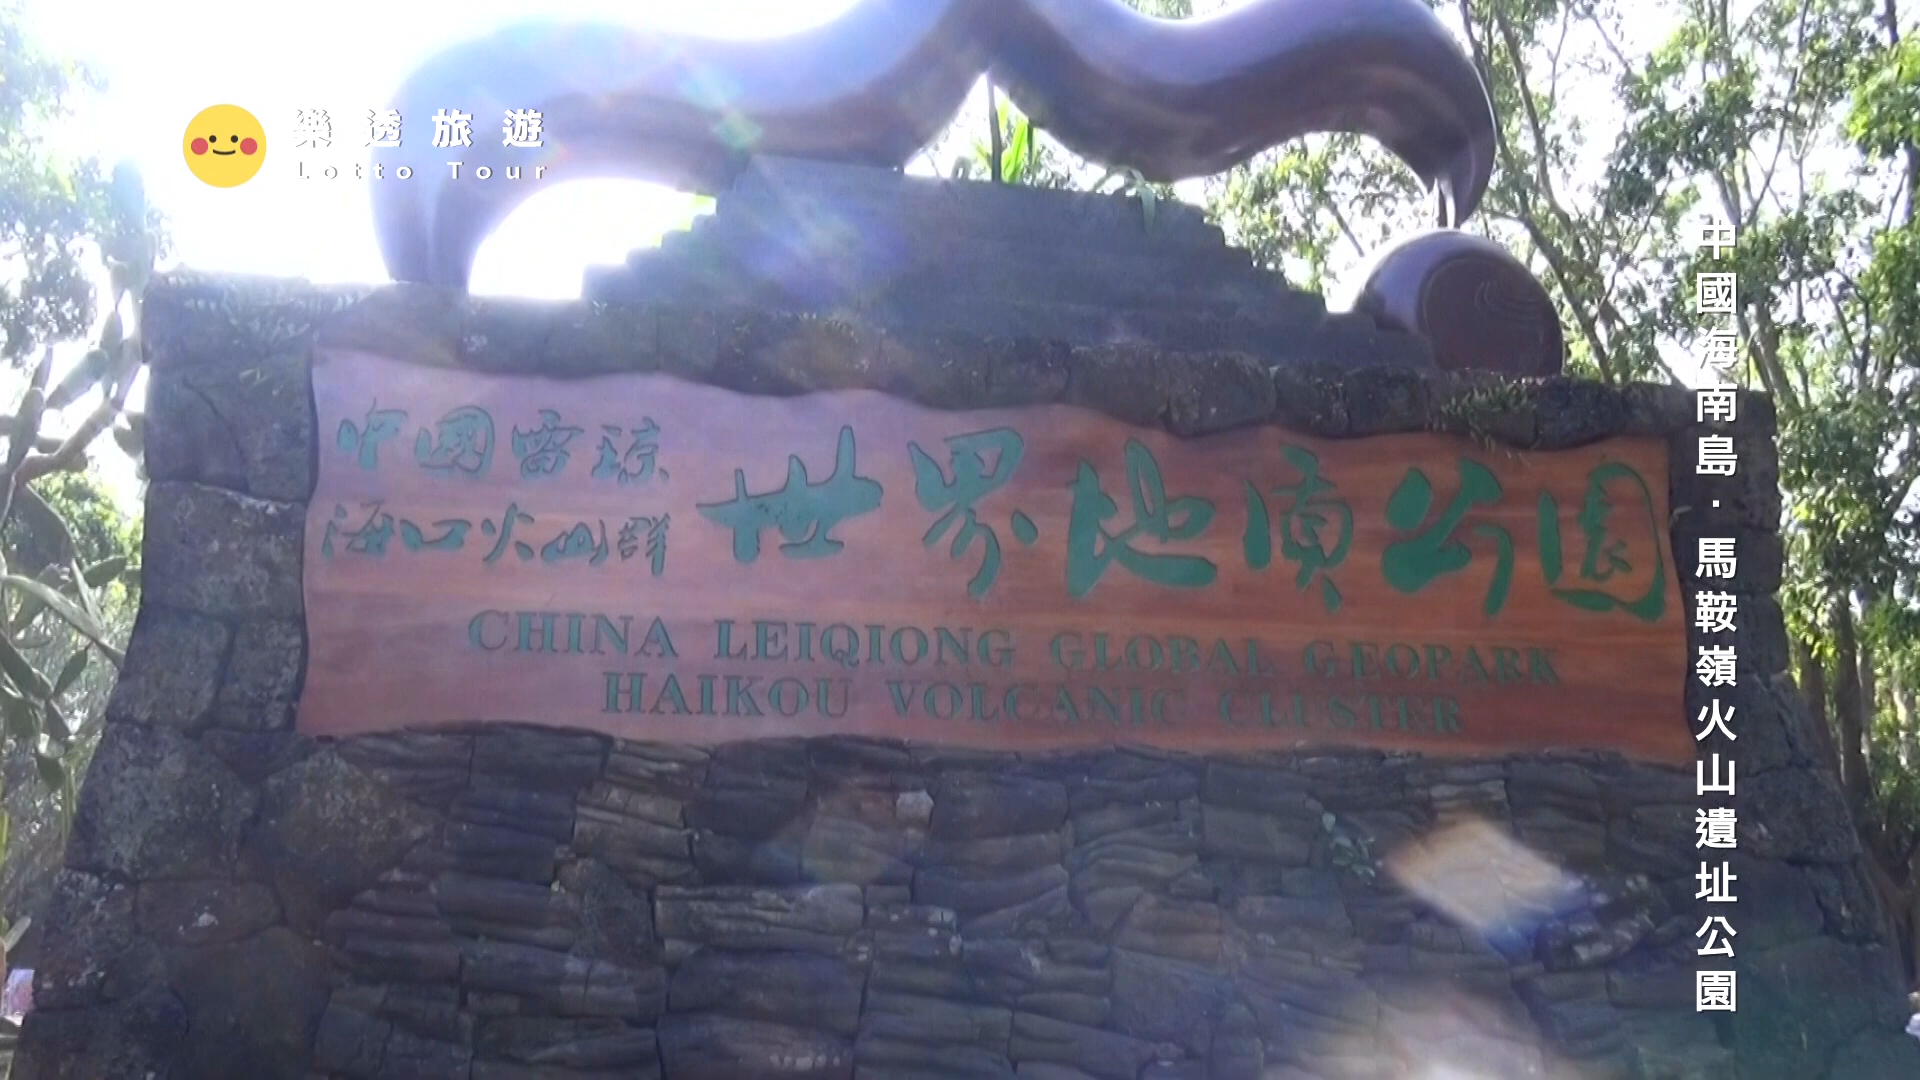 樂透旅遊
Lotto Tour
中國雷琼
海口火山群
世界地质公園
CHINA LEIQIONG GLOBAL GEOPARK
HAIKOU VOLCANIC CLUSTER
中國海南島·馬鞍嶺火山遺址公園